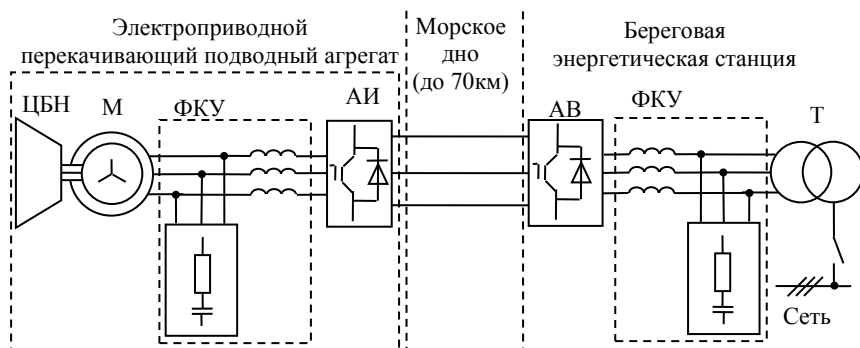 Электроприводной
перекачивающий подводный агрегат
Морское
дно
(до 70км)
Береговая
энергетическая станция
ЦБН
М
ФКУ
АИ
АВ
ФКУ
Т
Сеть